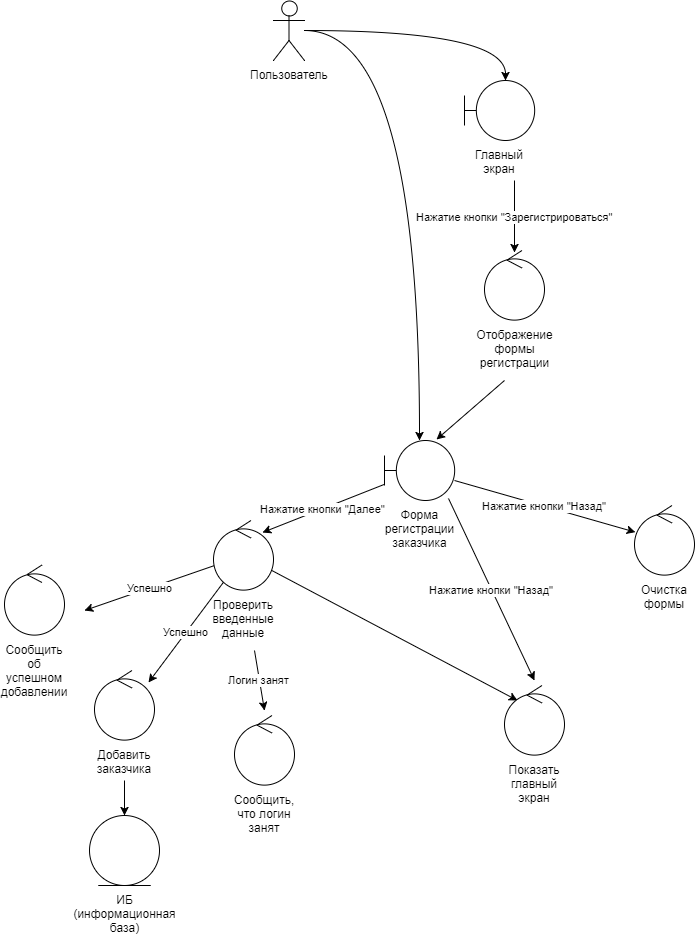 Пользователь
Главный
экран
Нажатие кнопки "Зарегистрироваться"
Отображение
формы
регистрации
Нажатие кнопки "Далее"
Форма
регистрации
заказчика
Нажатие кнопки "Назад"
Нажатие кнопки "Назад"
Очистка
формы
Успешно
Проверить
введенные
данные
Успешно
Сообщить
об
успешном
добавлении
Логин занят
Добавить
заказчика
Сообщить,
что логин
занят
Показать
главный
экран
ИБ
(информационная
база)